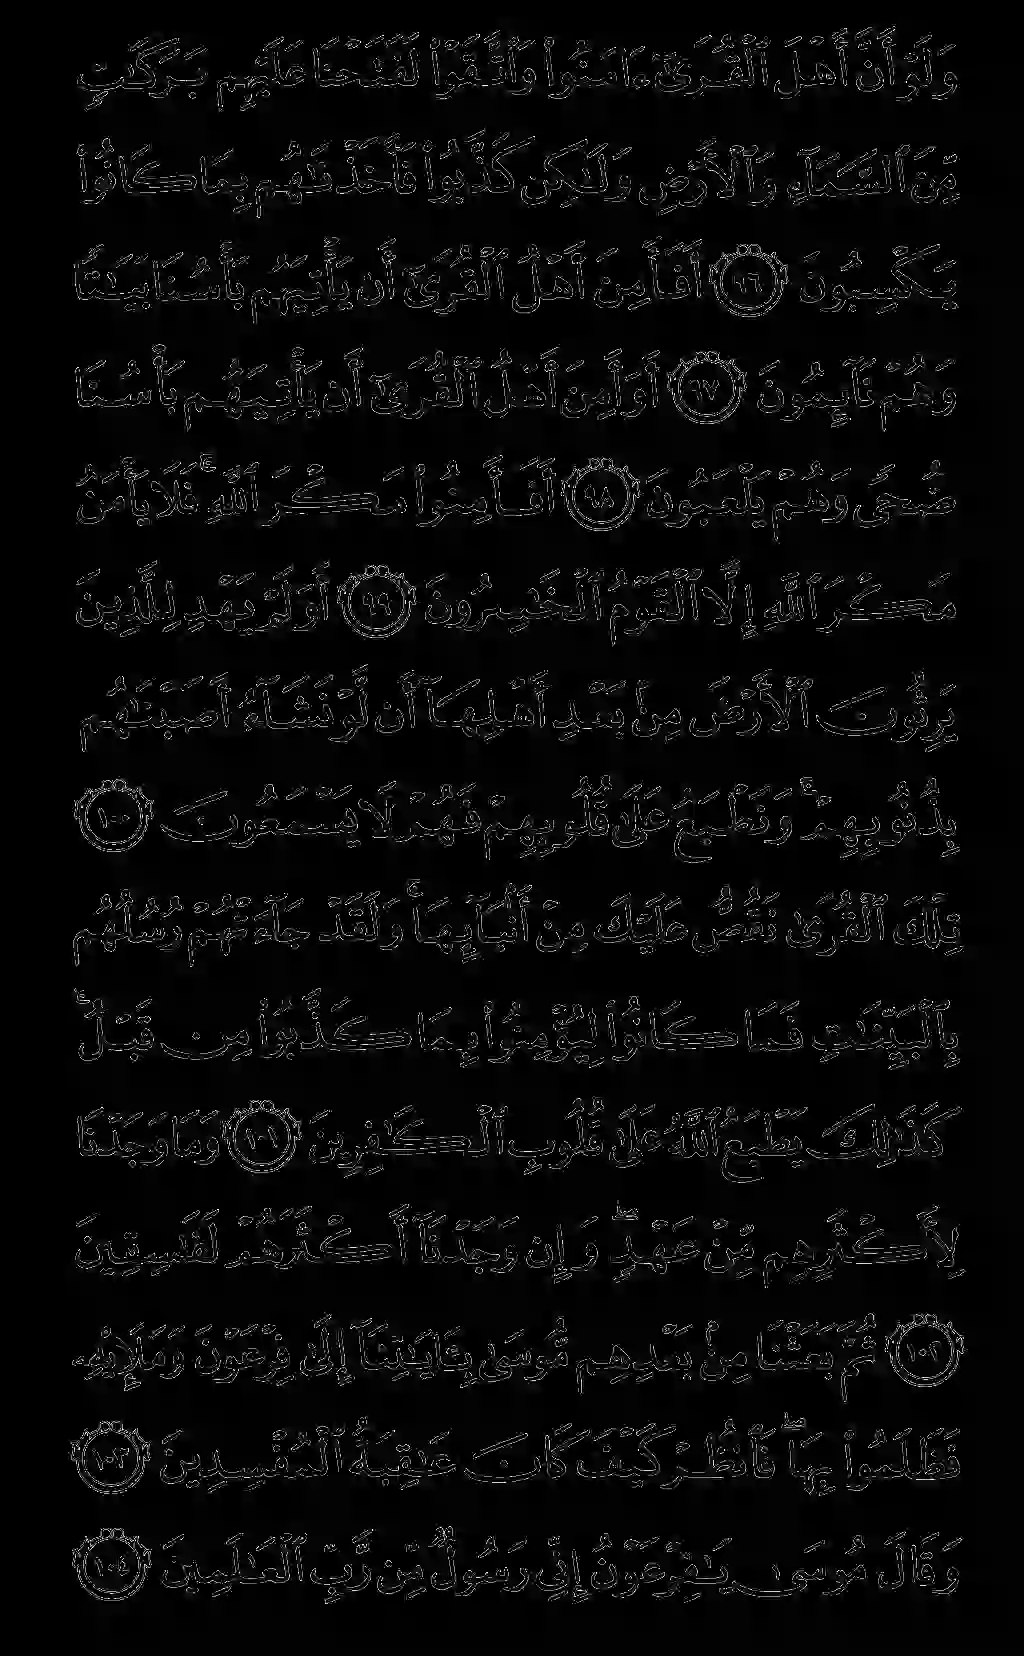 وَلَوْ أَنَّ أَهْلَ ٱلْقُرَىٰٓ ءَامَنُوا۟ وَٱتَّقَوْا۟ لَفَتَحْنَا عَلَيْهِم بَرَكَٰتٍ
مِّنَ ٱلسَّمَآءِ وَٱلْأَرْضِ وَلَٰكِن كَذَّبُوا۟ فَأَخَذْنَٰهُم بِمَا كَانُوا۟
يَكْسِبُونَ ٩٦ أَفَأَمِنَ أَهْلُ ٱلْقُرَىٰٓ أَن يَأْتِيَهُم بَأْسُنَا بَيَٰتًا
وَهُمْ نَآئِمُونَ ٩٧ أَوَأَمِنَ أَهْلُ ٱلْقُرَىٰٓ أَن يَأْتِيَهُم بَأْسُنَا
ضُحًى وَهُمْ يَلْعَبُونَ ٩٨ أَفَأَمِنُوا۟ مَكْرَ ٱللَّهِ ۚ فَلَا يَأْمَنُ
مَكْرَ ٱللَّهِ إِلَّا ٱلْقَوْمُ ٱلْخَٰسِرُونَ ٩٩ أَوَلَمْ يَهْدِ لِلَّذِينَ
يَرِثُونَ ٱلْأَرْضَ مِنۢ بَعْدِ أَهْلِهَآ أَن لَّوْ نَشَآءُ أَصَبْنَٰهُم
بِذُنُوبِهِمْ ۚ وَنَطْبَعُ عَلَىٰ قُلُوبِهِمْ فَهُمْ لَا يَسْمَعُونَ ١٠٠
تِلْكَ ٱلْقُرَىٰ نَقُصُّ عَلَيْكَ مِنْ أَنۢبَآئِهَا ۚ وَلَقَدْ جَآءَتْهُمْ رُسُلُهُم
بِٱلْبَيِّنَٰتِ فَمَا كَانُوا۟ لِيُؤْمِنُوا۟ بِمَا كَذَّبُوا۟ مِن قَبْلُ ۚ
كَذَٰلِكَ يَطْبَعُ ٱللَّهُ عَلَىٰ قُلُوبِ ٱلْكَٰفِرِينَ ١٠١ وَمَا وَجَدْنَا
لِأَكْثَرِهِم مِّنْ عَهْدٍ ۖ وَإِن وَجَدْنَآ أَكْثَرَهُمْ لَفَٰسِقِينَ
١٠٢ ثُمَّ بَعَثْنَا مِنۢ بَعْدِهِم مُّوسَىٰ بِـَٔايَٰتِنَآ إِلَىٰ فِرْعَوْنَ وَمَلَإِي۟هِۦ
فَظَلَمُوا۟ بِهَا ۖ فَٱنظُرْ كَيْفَ كَانَ عَٰقِبَةُ ٱلْمُفْسِدِينَ ١٠٣
وَقَالَ مُوسَىٰ يَٰفِرْعَوْنُ إِنِّى رَسُولٌ مِّن رَّبِّ ٱلْعَٰلَمِينَ ١٠٤